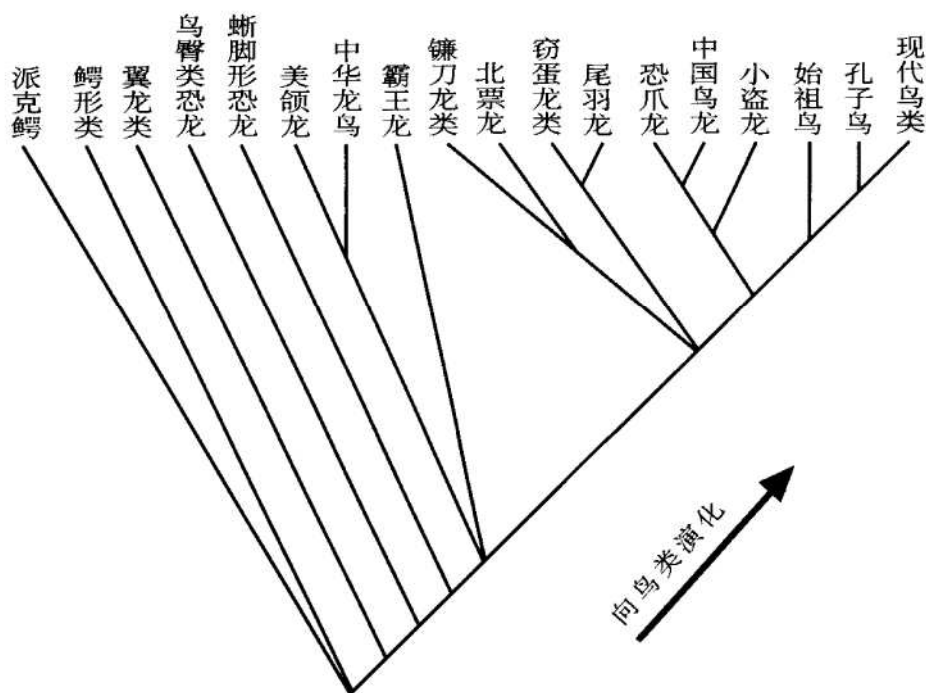 派克鳄
鳄形类
翼龙类
鸟臀类恐龙
蜥脚形恐龙
美颌龙
中华龙鸟
霸王龙
镰刀龙类
北票龙
窃蛋龙类
尾羽龙
恐爪龙
中国鸟龙
小盗龙
始祖鸟
孔子鸟
现代鸟类
向鸟类演化